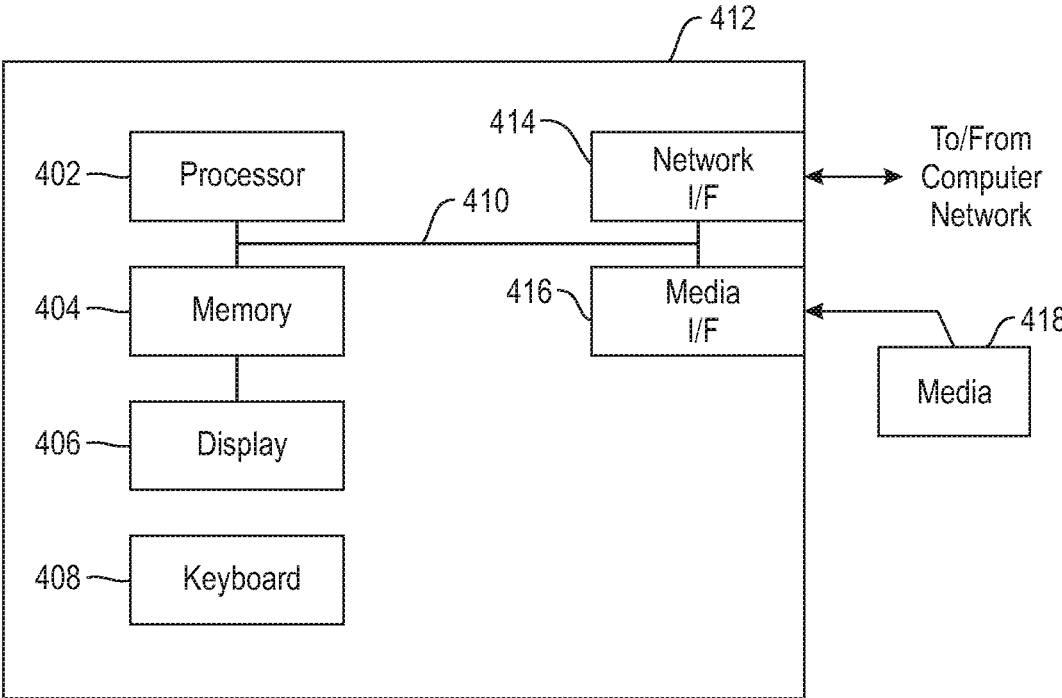 412
414
402
Processor
Network
I/F
To/From
Computer
Network
410
404
Memory
416
Media
I/F
418
Media
406
Display
408
Keyboard